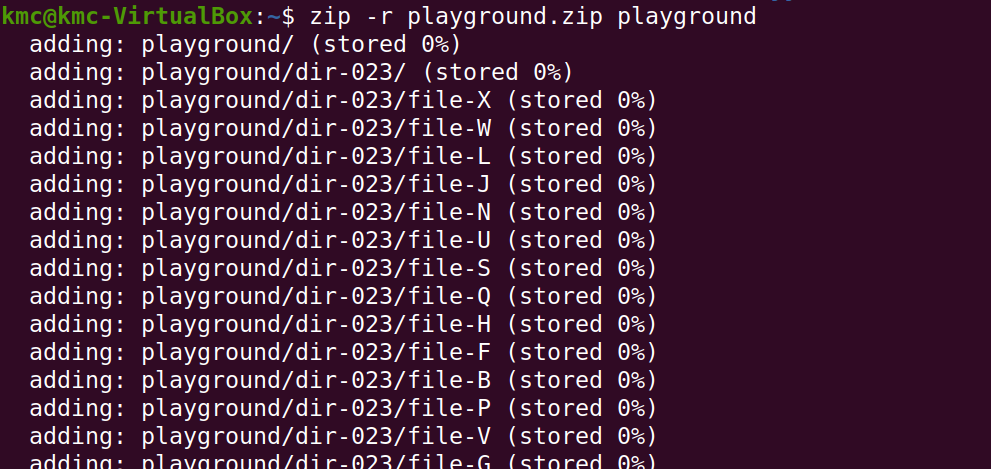 kmc@kmc-VirtualBox:~$ zip -r playground.zip playground
  adding: playground/ (stored 0%)
  adding: playground/dir-023/ (stored 0%)
  adding: playground/dir-023/file-X (stored 0%)
  adding: playground/dir-023/file-W (stored 0%)
  adding: playground/dir-023/file-L (stored 0%)
  adding: playground/dir-023/file-J (stored 0%)
  adding: playground/dir-023/file-N (stored 0%)
  adding: playground/dir-023/file-U (stored 0%)
  adding: playground/dir-023/file-S (stored 0%)
  adding: playground/dir-023/file-Q (stored 0%)
  adding: playground/dir-023/file-H (stored 0%)
  adding: playground/dir-023/file-F (stored 0%)
  adding: playground/dir-023/file-B (stored 0%)
  adding: playground/dir-023/file-P (stored 0%)
  adding: playground/dir-023/file-V (stored 0%)
  adding: playground/dir-023/file-G (stored 0%)